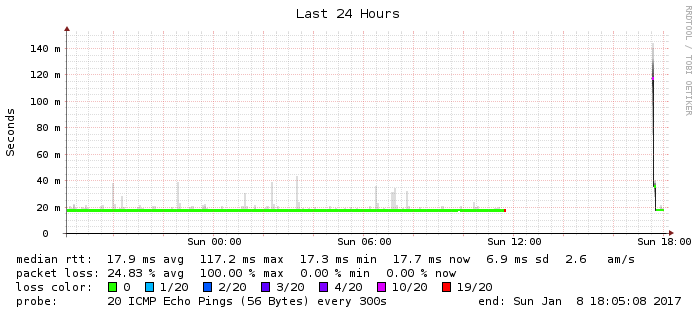 Last 24 Hours
RRDTOOL / TOBI OETIKER
Seconds
140 m
120 m
100 m
80 m
60 m
40 m
20 m
0
Sun 00:00 Sun 06:00 Sun 12:00 Sun 18:00
median rtt: 17.9 ms avg 117.2 ms max 17.3 ms min 17.7 ms now 6.9 ms sd 2.6 am/s
packet loss: 24.83 % avg 100.00 % max 0.00 % min 0.00 % now
loss color: 0 1/20 2/20 3/20 4/20 10/20 19/20
probe: 20 ICMP Echo Pings (56 Bytes) every 300s end: Sun Jan 8 18:05:08 2017